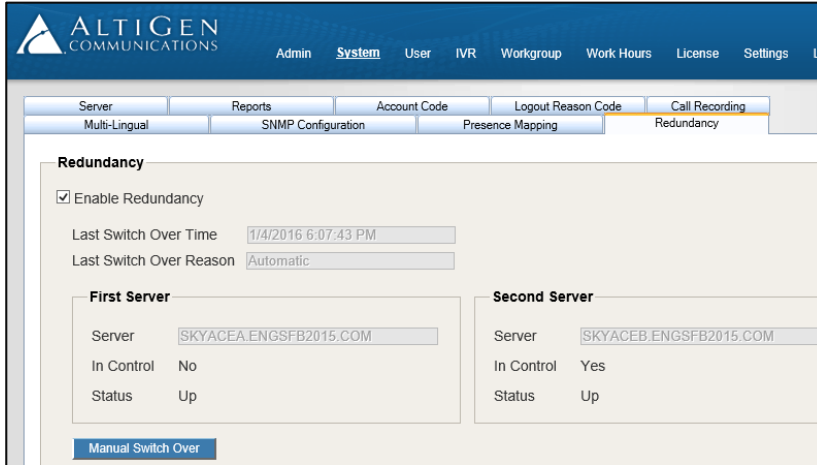 ALTIGEN
COMMUNICATIONS
Admin System User IVR Workgroup Work Hours License Settings
Server Reports Account Code Logout Reason Code Call Recording
Multi-Lingual SNMP Configuration Presence Mapping Redundancy
Redundancy
Enable Redundancy
Last Switch Over Time 1/4/2016 6:07:43 PM
Last Switch Over Reason Automatic
First Server Second Server
Server SKYACEA.ENGSFB2015.COM Server SKYACEB.ENGSFB2015.COM
In Control No In Control Yes
Status Up Status Up
Manual Switch Over